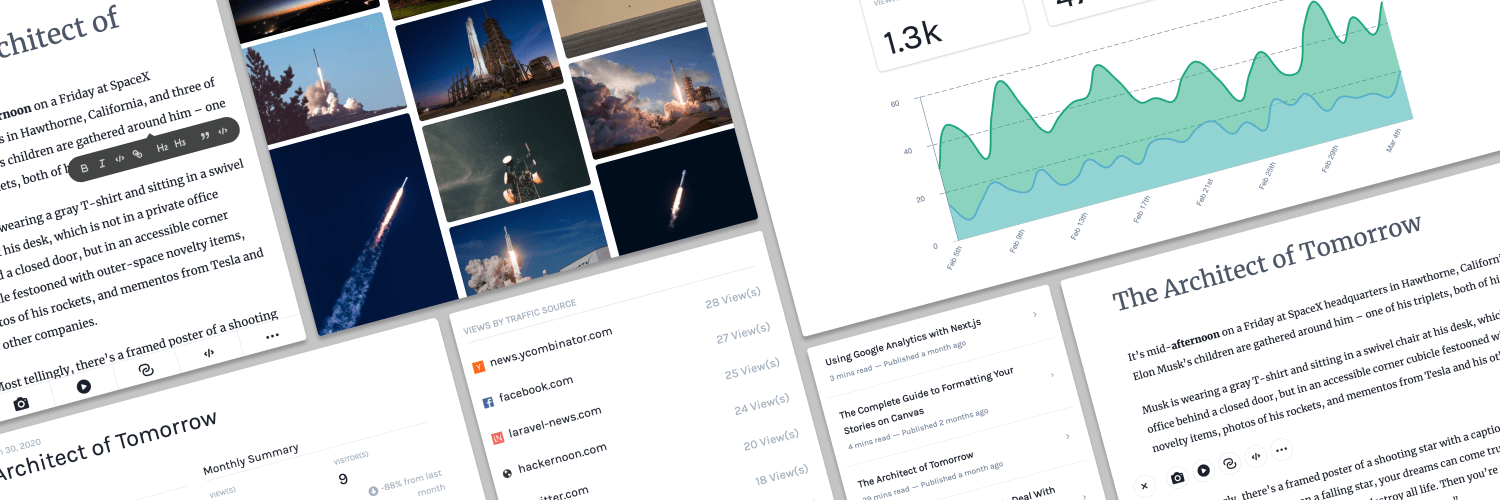 chitect of
ernoon on a Friday at SpaceX
s in Hawthorne, California, and three of
s children are gathered around him – one
ets, both of h
B I </> H2 H3 ” </>
wearing a gray T-shirt and sitting in a swivel
his desk, which is not in a private office
d a closed door, but in an accessible corner
le festooned with outer-space novelty items,
tos of his rockets, and mementos from Tesla and
other companies.
Most tellingly, there's a framed poster of a shooting
</>
n 30, 2020
Architect of Tomorrow
Monthly Summary
VIEW(S)
VISITOR(S)
9
-88% from last
month
VIEWS BY TRAFFIC SOURCE
news.ycombinator.com
28 View(s)
facebook.com
27 View(s)
laravel-news.com
25 View(s)
hackernoon.com
24 View(s)
itter.com
20 View(s)
18 View(s)
1.3k
60
40
20
0
Feb 5th
Feb 9th
Feb 13th
Feb 17th
Feb 21st
Feb 25th
Feb 29th
Mar 4th
Using Google Analytics with Next.js
3 mins read — Published a month ago
The Complete Guide to Formatting Your
Stories on Canvas
4 mins read — Published 2 months ago
The Architect of Tomorrow
mins read — Published a month ago
Deal With
The Architect of Tomorrow
It's mid-afternoon on a Friday at SpaceX headquarters in Hawthorne, California
Elon Musk's children are gathered around him – one of his triplets, both of hi
Musk is wearing a gray T-shirt and sitting in a swivel chair at his desk, whic
office behind a closed door, but in an accessible corner cubicle festooned w
novelty items, photos of his rockets, and mementos from Tesla and his oth
</>
y, there's a framed poster of a shooting star with a captio
on a falling star, your dreams can come tru
stroy all life. Then you're